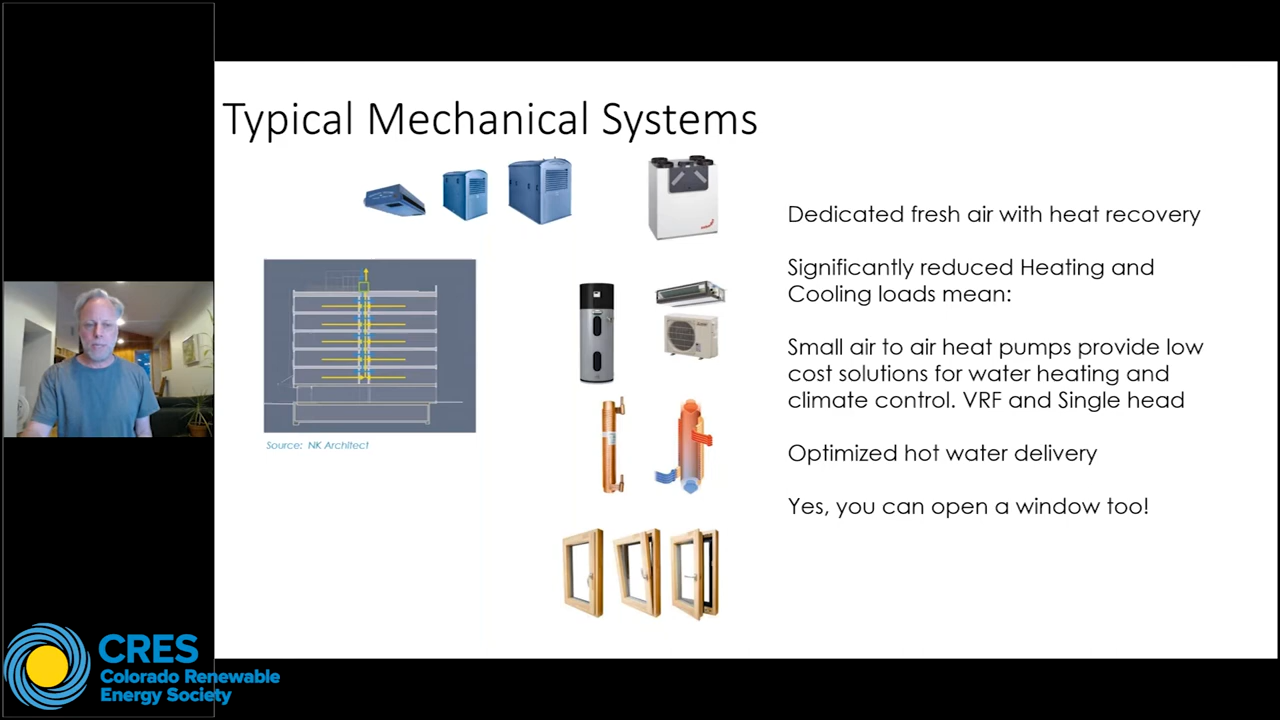 Typical Mechanical Systems
Dedicated fresh air with heat recovery
Significantly reduced Heating and
Cooling loads mean:
Small air to air heat pumps provide low
cost solutions for water heating and
climate control. VRF and Single head
Optimized hot water delivery
Yes, you can open a window too!
Source: NK Architect
CRES
Colorado Renewable
Energy Society